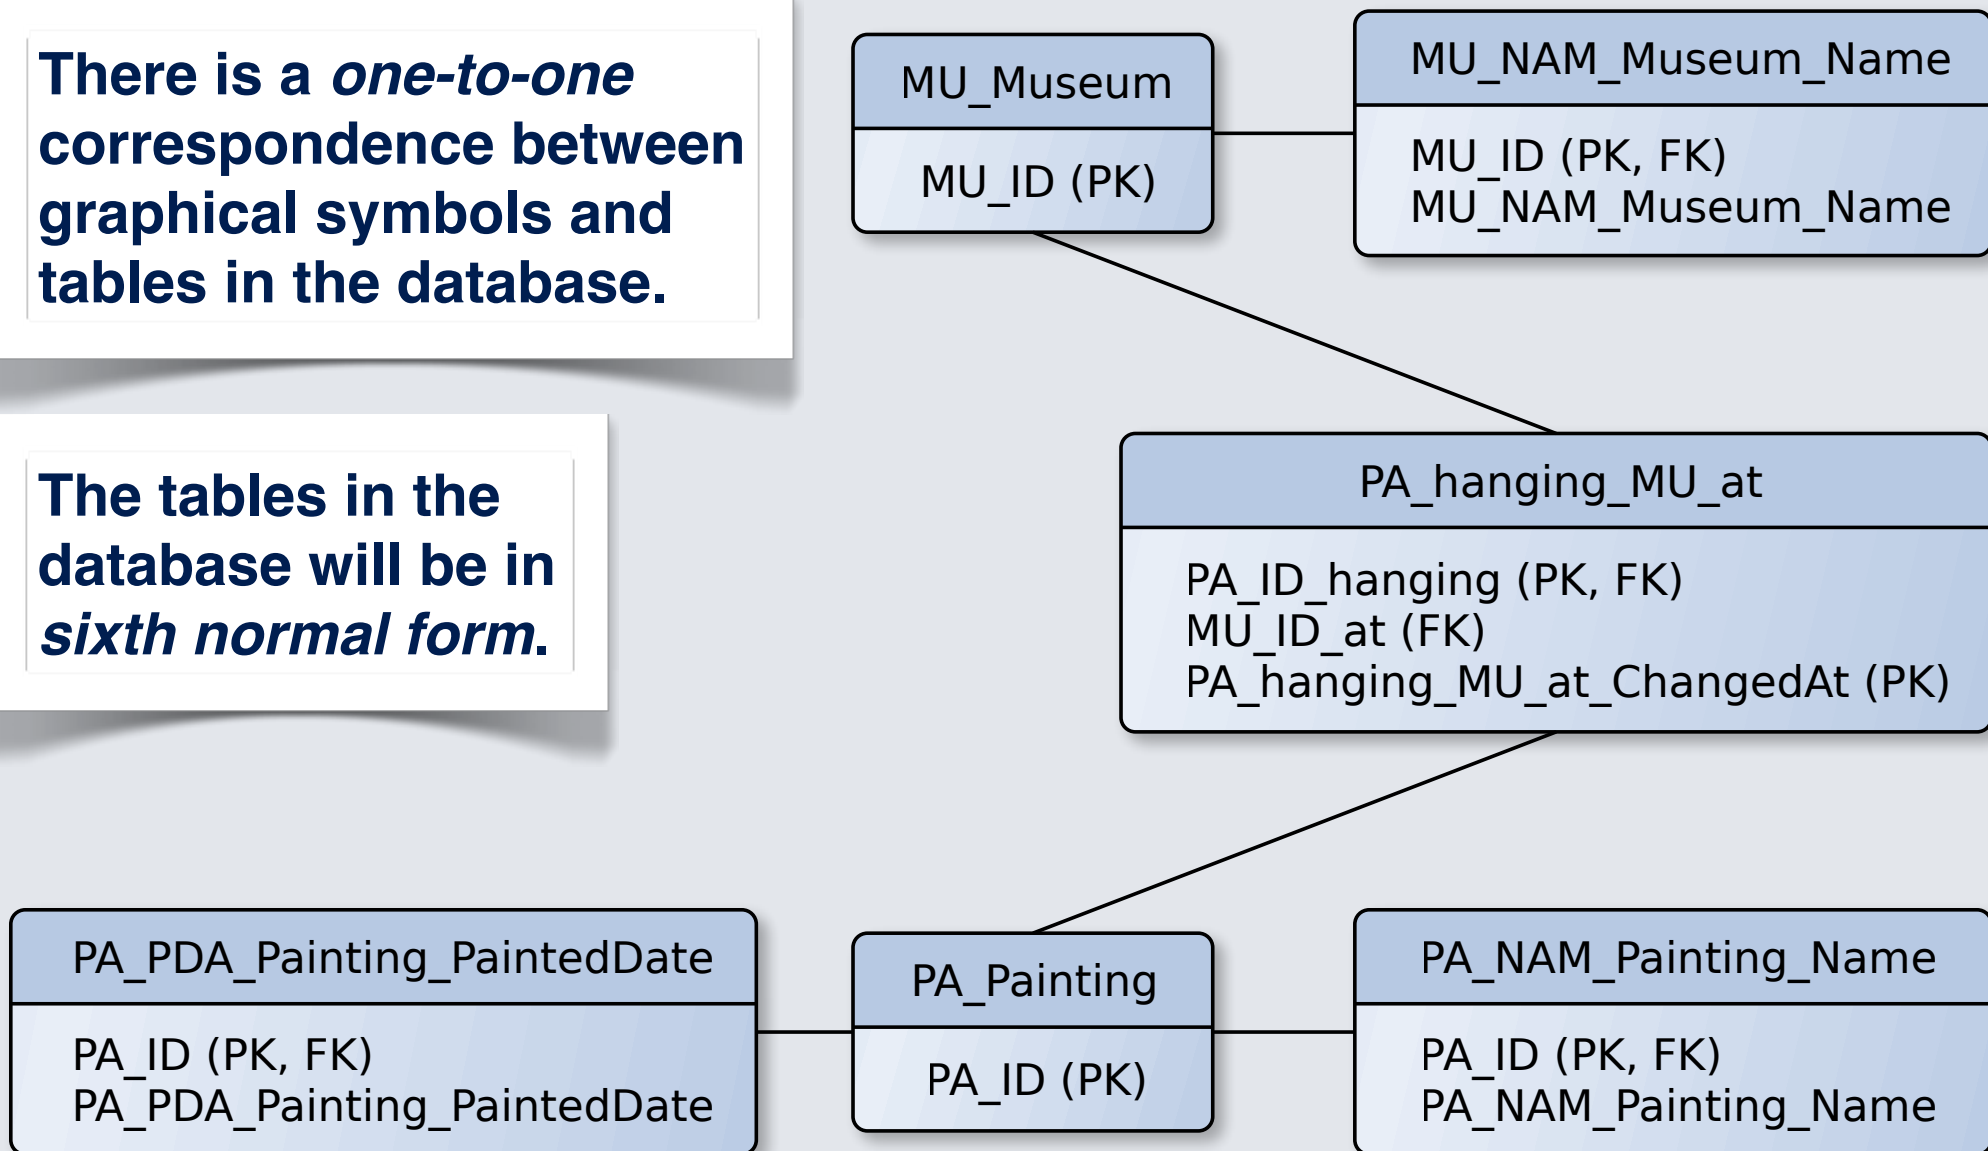 There is a one-to-one
correspondence between
graphical symbols and
tables in the database.
The tables in the
database will be in
sixth normal form.
MU_Museum
MU_ID (PK)
MU_NAM_Museum_Name
MU_ID (PK, FK)
MU_NAM_Museum_Name
PA_hanging_MU_at
PA_ID_hanging (PK, FK)
MU_ID_at (FK)
PA_hanging_MU_at_ChangedAt (PK)
PA_PDA_Painting_PaintedDate
PA_ID (PK, FK)
PA_PDA_Painting_PaintedDate
PA_Painting
PA_ID (PK)
PA_NAM_Painting_Name
PA_ID (PK, FK)
PA_NAM_Painting_Name